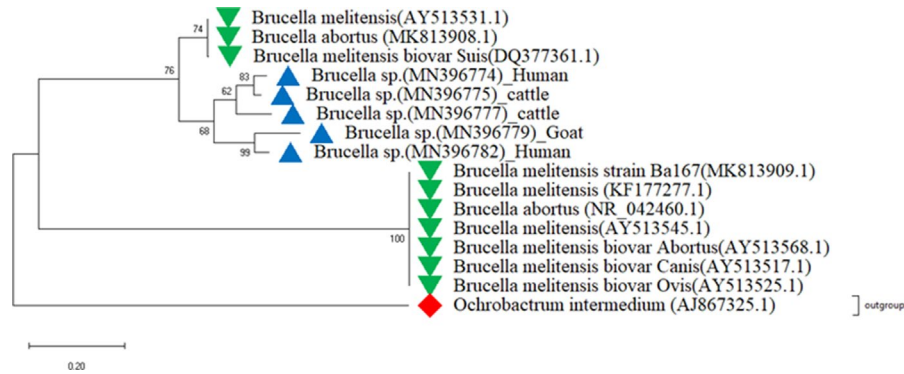 Brucella melitensis(AY513531.1)
74
Brucella abortus (MK813908.1)
Brucella melitensis biovar Suis(DQ377361.1)
76
83
Brucella sp.(MN396774)_Human
62
Brucella sp.(MN396775)_cattle
Brucella sp.(MN396777)_cattle
68
Brucella sp.(MN396779)_Goat
99
Brucella sp.(MN396782)_Human
Brucella melitensis strain Ba167(MK813909.1)
Brucella melitensis (KF177277.1)
Brucella abortus (NR_042460.1)
Brucella melitensis(AY513545.1)
100
Brucella melitensis biovar Abortus(AY513568.1)
Brucella melitensis biovar Canis(AY513517.1)
Brucella melitensis biovar Ovis(AY513525.1)
Ochrobactrum intermedium (AJ867325.1)
outgroup
0.20